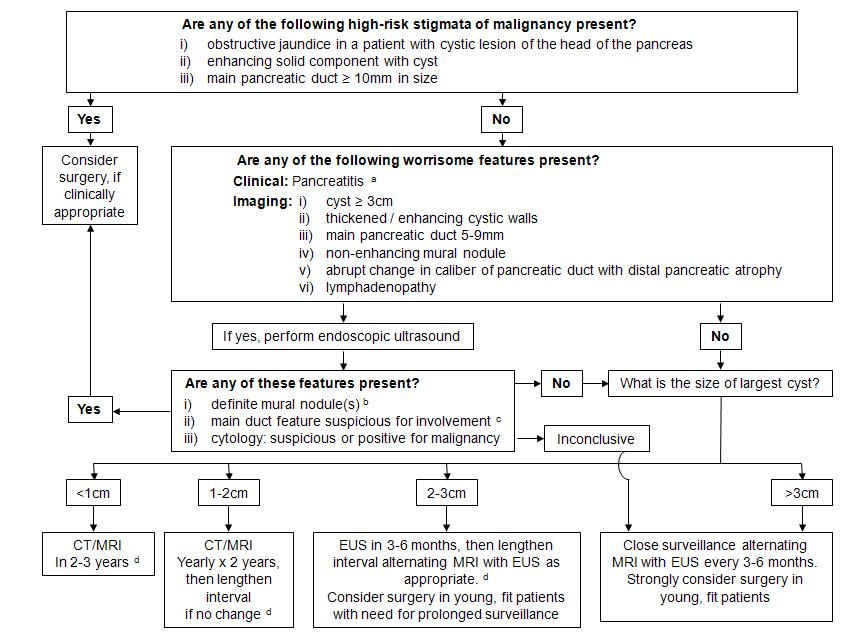 Are any of the following high-risk stigmata of malignancy present?
i) obstructive jaundice in a patient with cystic lesion of the head of the pancreas
ii) enhancing solid component with cyst
iii) main pancreatic duct ≥ 10mm in size
Yes
No
Consider
surgery, if
clinically
appropriate
Are any of the following worrisome features present?
Clinical: Pancreatitis a
Imaging: i) cyst ≥ 3cm
ii) thickened / enhancing cystic walls
iii) main pancreatic duct 5-9mm
iv) non-enhancing mural nodule
v) abrupt change in caliber of pancreatic duct with distal pancreatic atrophy
vi) lymphadenopathy
If yes, perform endoscopic ultrasound
No
Are any of these features present?
i) definite mural nodule(s) b
ii) main duct feature suspicious for involvement c
iii) cytology: suspicious or positive for malignancy
No
What is the size of largest cyst?
Yes
Inconclusive
<1cm
1-2cm
2-3cm
>3cm
CT/MRI
In 2-3 years d
CT/MRI
Yearly x 2 years,
then lengthen
interval
if no change d
EUS in 3-6 months, then lengthen
interval alternating MRI with EUS as
appropriate. d
Consider surgery in young, fit patients
with need for prolonged surveillance
Close surveillance alternating
MRI with EUS every 3-6 months.
Strongly consider surgery in
young, fit patients